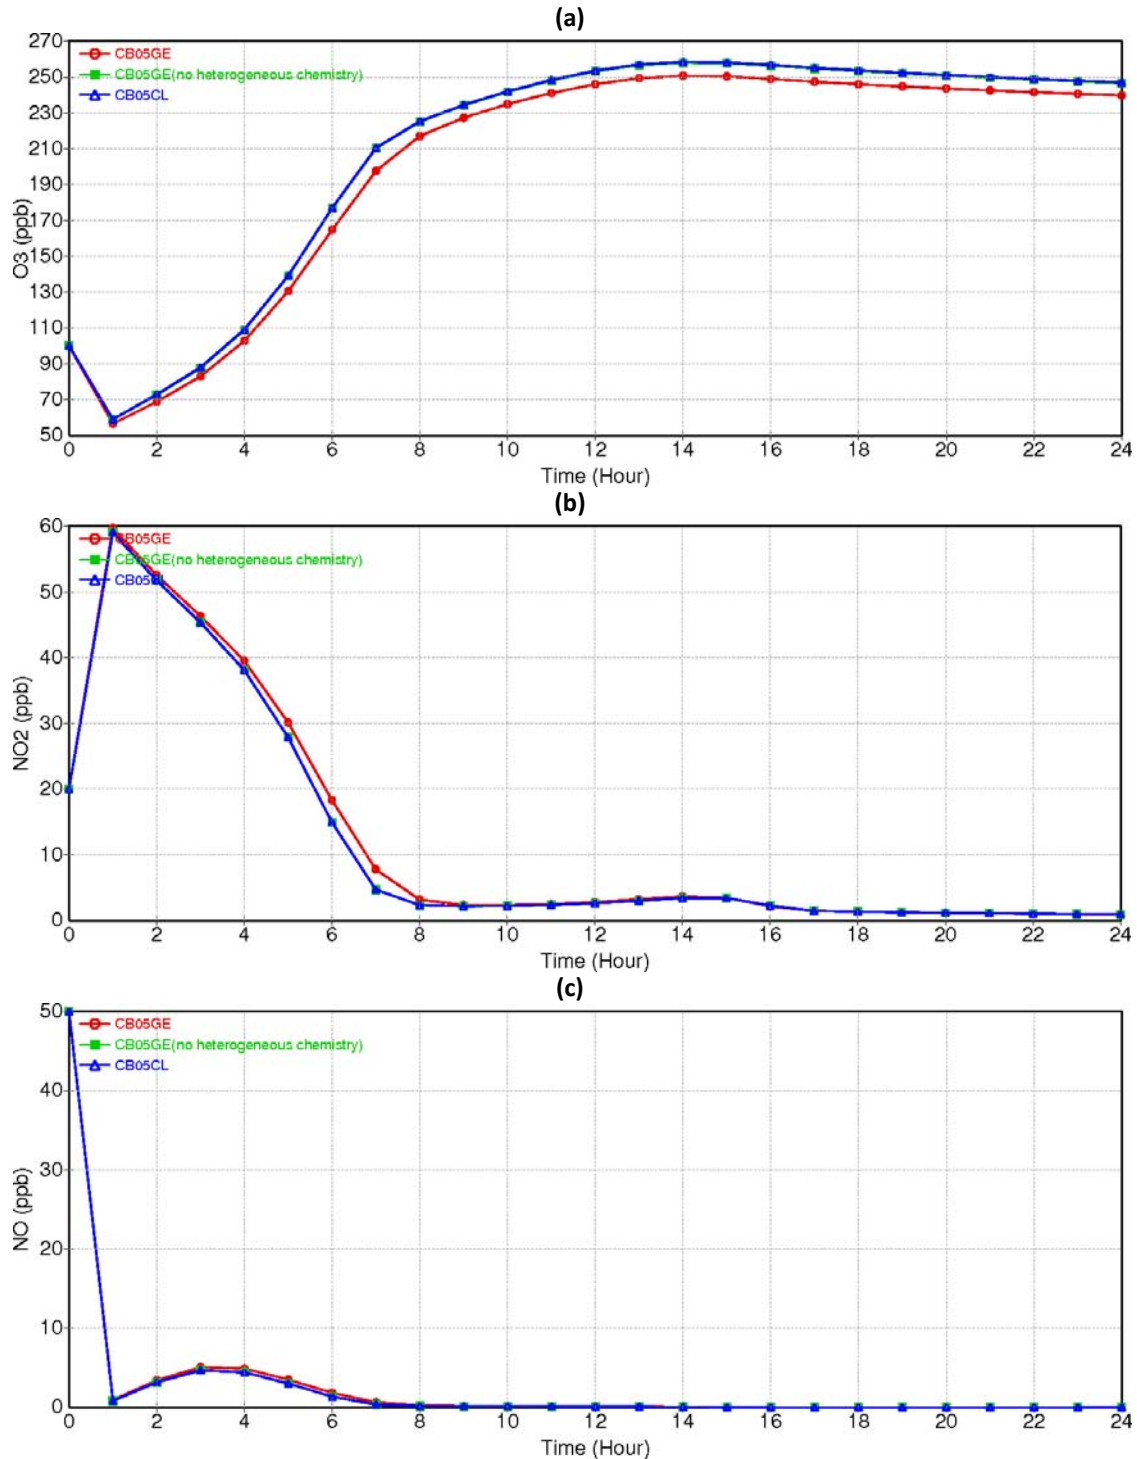 (a)
270
250
230
210
190
170
150
130
110
90
70
50
O3 (ppb)
CB05GE
CB05GE(no heterogeneous chemistry)
CB05CL
0 2 4 6 8 10 12 14 16 18 20 22 24
Time (Hour)
(b)
60
50
40
30
20
10
0
NO2 (ppb)
CB05GE
CB05GE(no heterogeneous chemistry)
0 2 4 6 8 10 12 14 16 18 20 22 24
Time (Hour)
(c)
50
40
30
20
10
0
NO (ppb)
CB05GE
CB05GE(no heterogeneous chemistry)
CB05CL
0 2 4 6 8 10 12 14 16 18 20 22 24
Time (Hour)